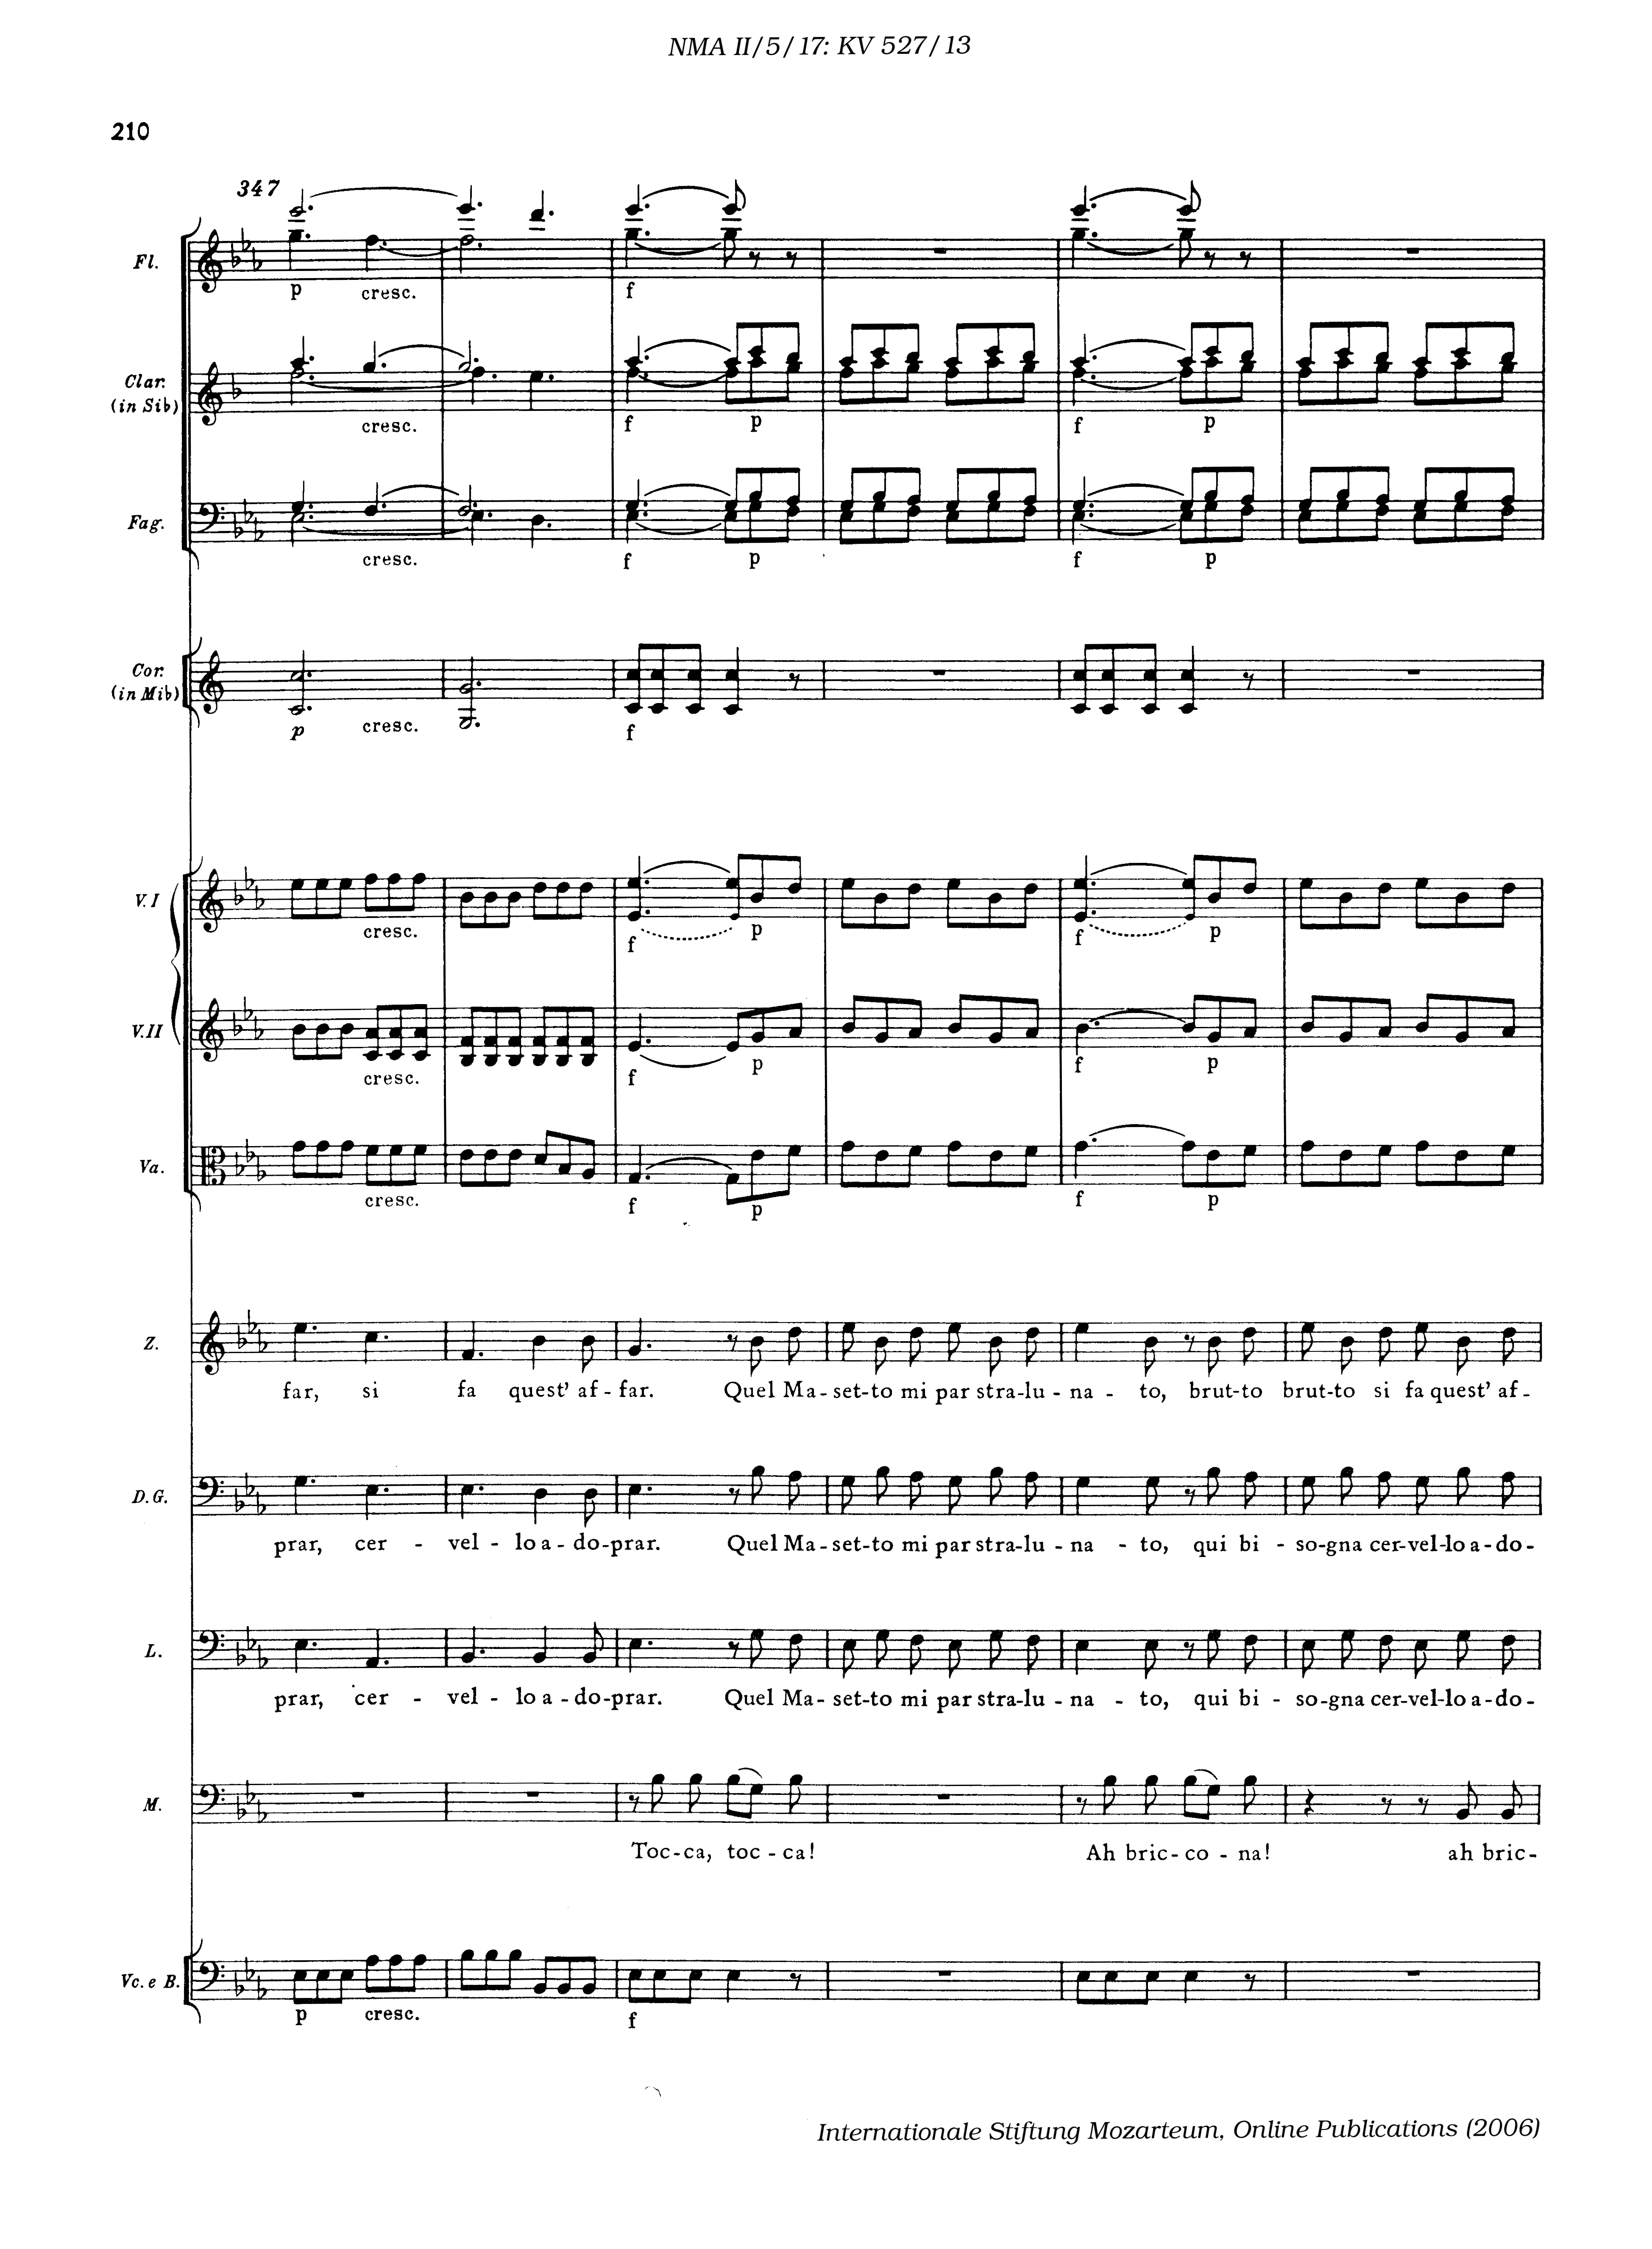 NMA II/5/17: KV 527/13
210
347
Fl.
p cresc. f
Clar.
(in Sib)
cresc. f p f p
Fag.
cresc. f p f p
Cor.
(in Mib)
p cresc. f
V. I
cresc. f p f p
V. II
cresc. f p f p
Va.
cresc. f p f p
Z.
far, si fa quest' af - far. Quel Ma - set-to mi par stra-lu - na - to, brut-to brut-to si fa quest' af -
D.G.
prar, cer - vel - lo a - do-prar. Quel Ma - set-to mi par stra-lu - na - to, qui bi - so-gna cer-vel-lo a-do-
L.
prar, cer - vel - lo a - do-prar. Quel Ma - set-to mi par stra-lu - na - to, qui bi - so-gna cer-vel-lo a-do-
M.
Toc-ca, toc - ca! Ah bric - co - na! ah bric -
Vc. e B.
p cresc. f
Internationale Stiftung Mozarteum, Online Publications (2006)